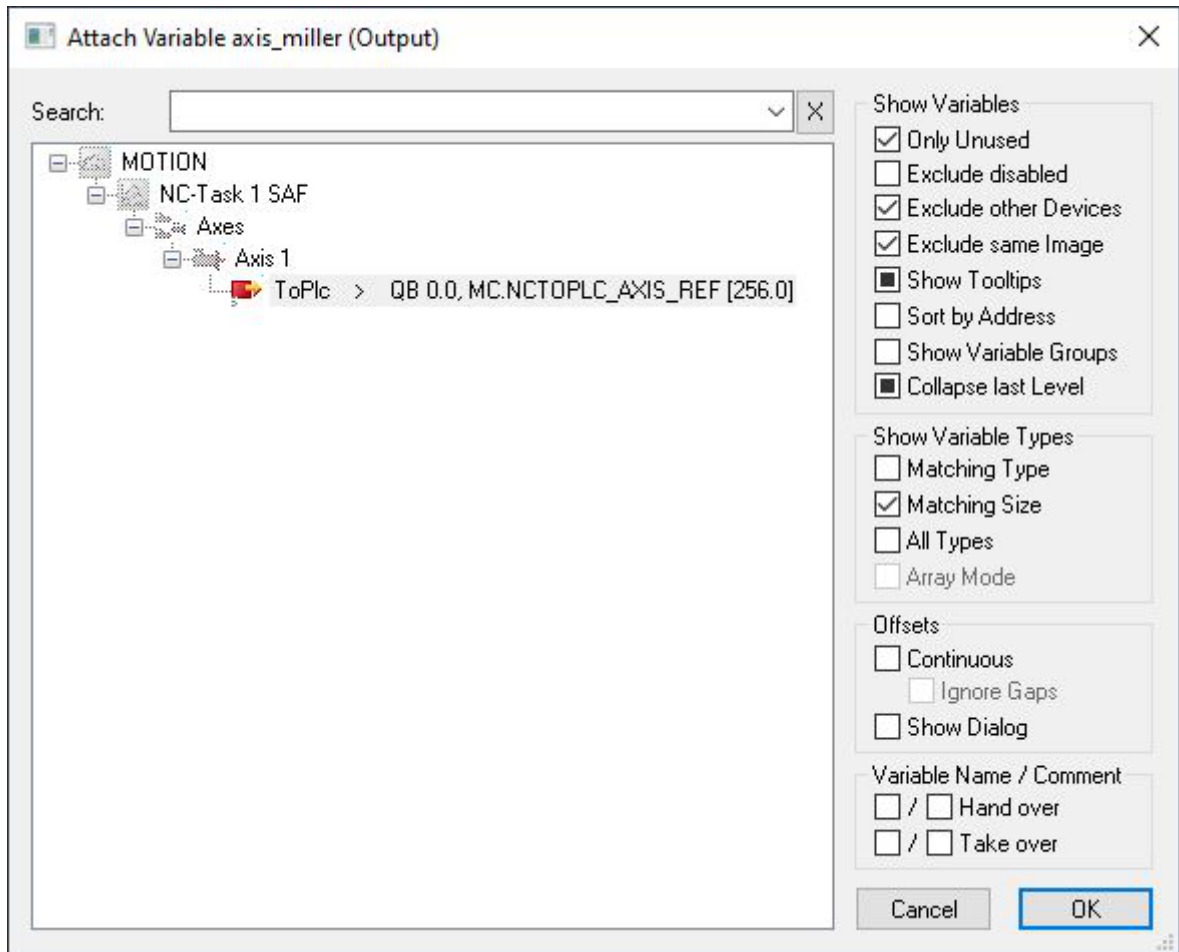 Attach Variable axis_miller (Output)
Search:
MOTION
NC-Task 1 SAF
Axes
Axis 1
ToPlc > QB 0.0, MC.NCTOPLC_AXIS_REF [256.0]
Show Variables
Only Unused
Exclude disabled
Exclude other Devices
Exclude same Image
Show Tooltips
Sort by Address
Show Variable Groups
Collapse last Level
Show Variable Types
Matching Type
Matching Size
All Types
Array Mode
Offsets
Continuous
Ignore Gaps
Show Dialog
Variable Name / Comment
/ Hand over
/ Take over
Cancel OK